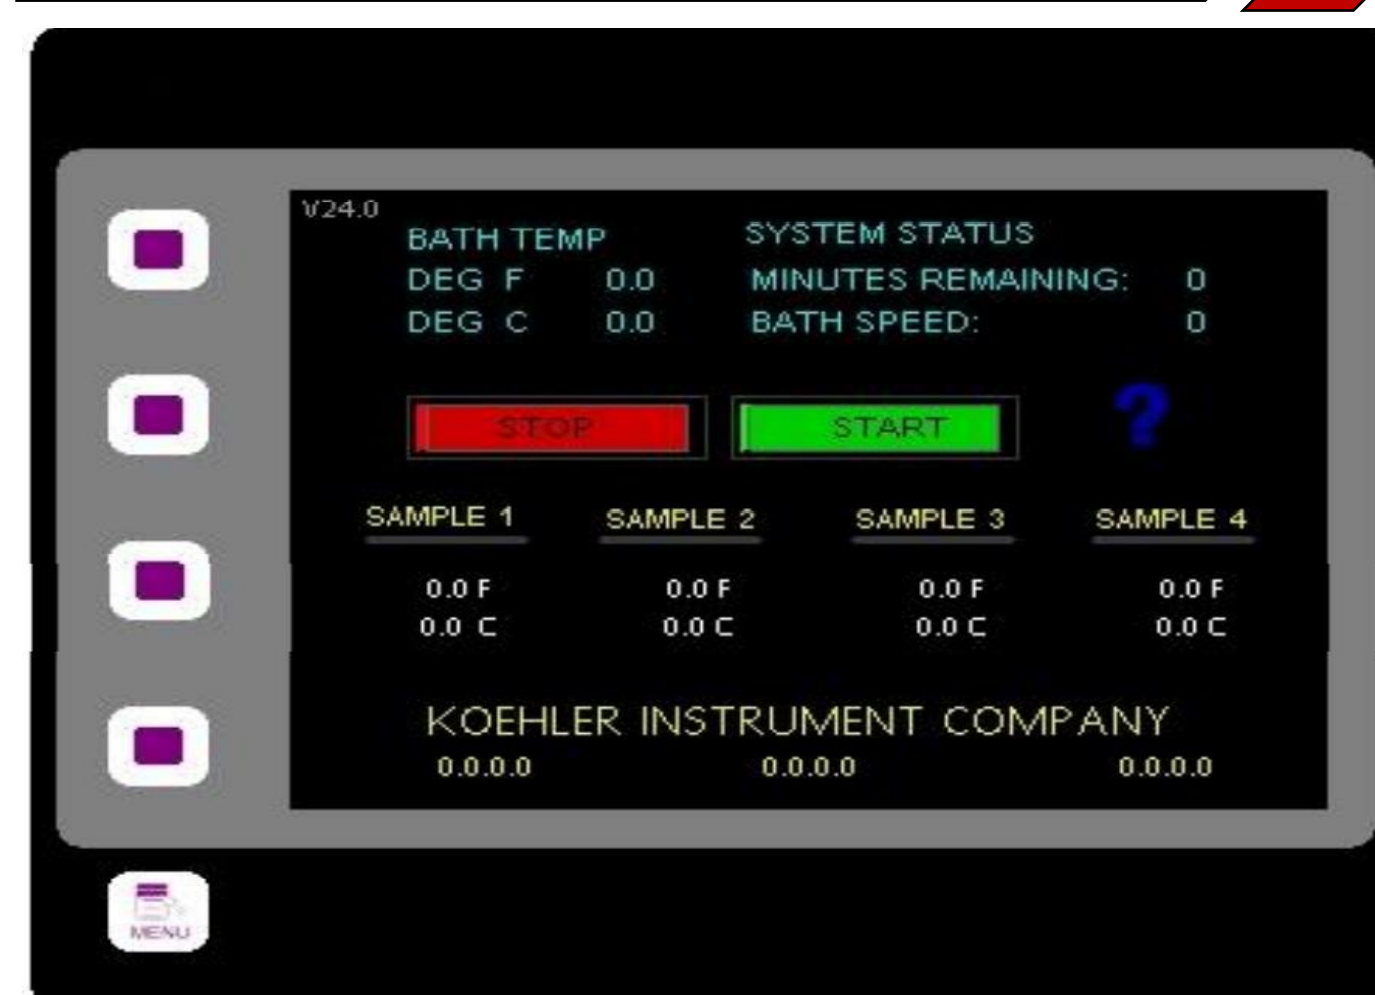 V24.0
BATH TEMP SYSTEM STATUS
DEG F 0.0 MINUTES REMAINING: 0
DEG C 0.0 BATH SPEED: 0
STOP START ?
SAMPLE 1 SAMPLE 2 SAMPLE 3 SAMPLE 4
0.0 F 0.0 F 0.0 F 0.0 F
0.0 C 0.0 C 0.0 C 0.0 C
KOEHLER INSTRUMENT COMPANY
0.0.0.0 0.0.0.0 0.0.0.0
MENU